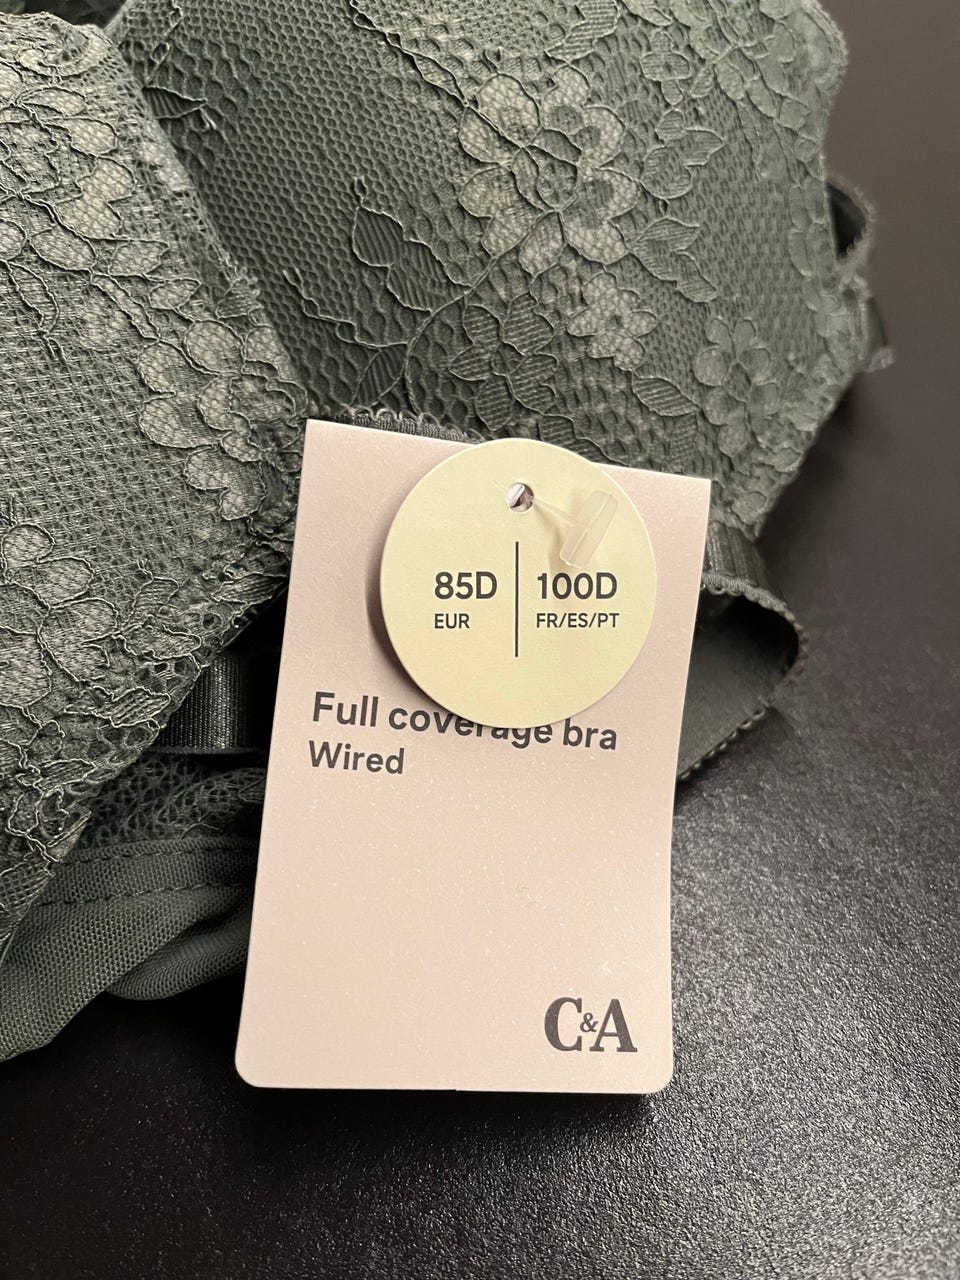 85D 100D
EUR FR/ES/PT
Full coverage bra
Wired
C&A